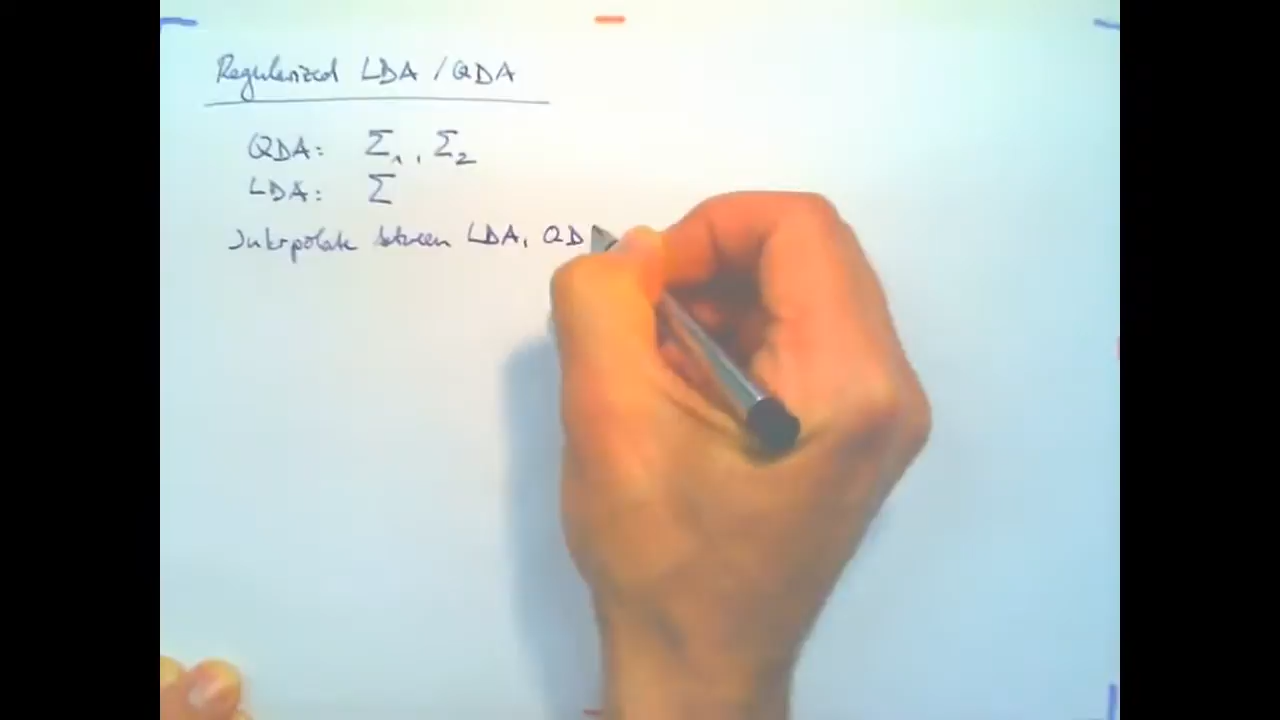 Regularized LDA / QDA
QDA: Σ₁, Σ₂
LDA: Σ
Interpolate between LDA, QD